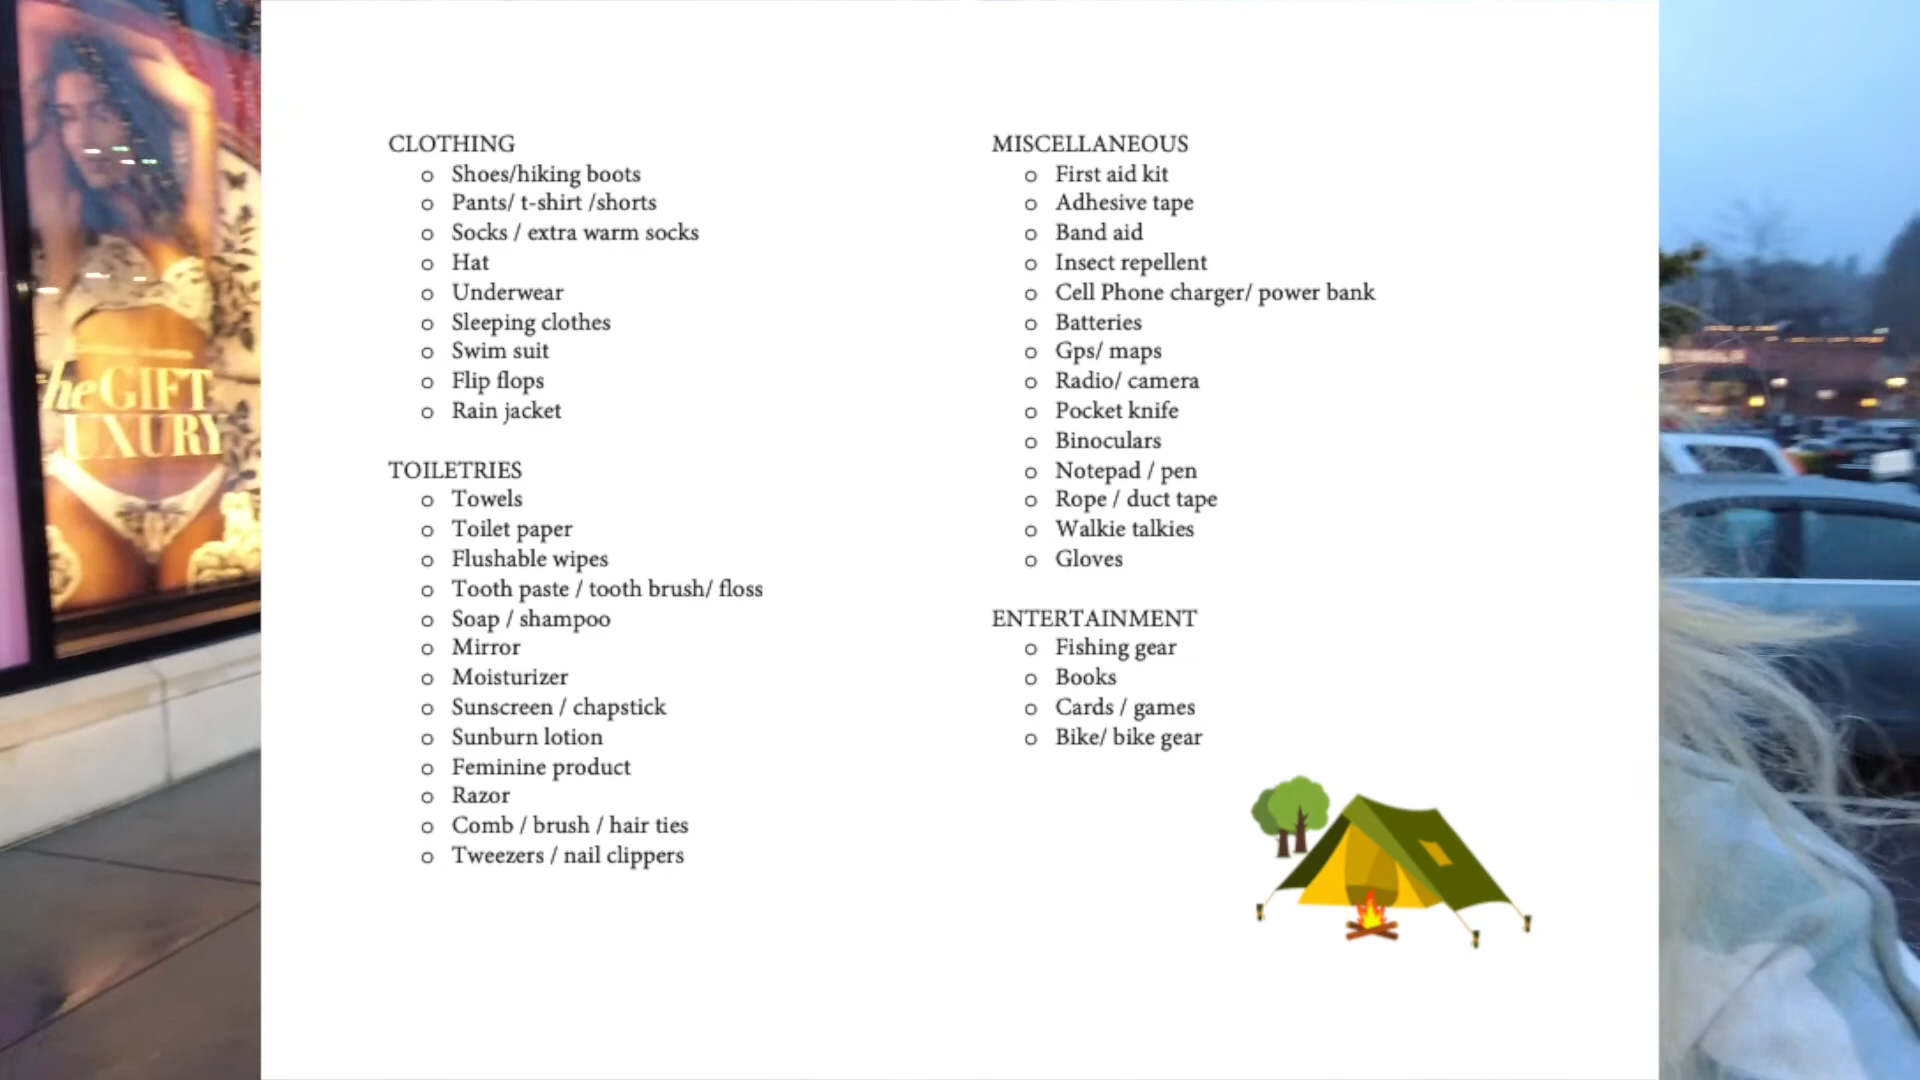 CLOTHING
o Shoes/hiking boots
o Pants/ t-shirt /shorts
o Socks / extra warm socks
o Hat
o Underwear
o Sleeping clothes
o Swim suit
o Flip flops
o Rain jacket
TOILETRIES
o Towels
o Toilet paper
o Flushable wipes
o Tooth paste / tooth brush/ floss
o Soap / shampoo
o Mirror
o Moisturizer
o Sunscreen / chapstick
o Sunburn lotion
o Feminine product
o Razor
o Comb / brush / hair ties
o Tweezers / nail clippers
MISCELLANEOUS
o First aid kit
o Adhesive tape
o Band aid
o Insect repellent
o Cell Phone charger/ power bank
o Batteries
o Gps/ maps
o Radio/ camera
o Pocket knife
o Binoculars
o Notepad / pen
o Rope / duct tape
o Walkie talkies
o Gloves
ENTERTAINMENT
o Fishing gear
o Books
o Cards / games
o Bike/ bike gear
he GIFT
UXURY